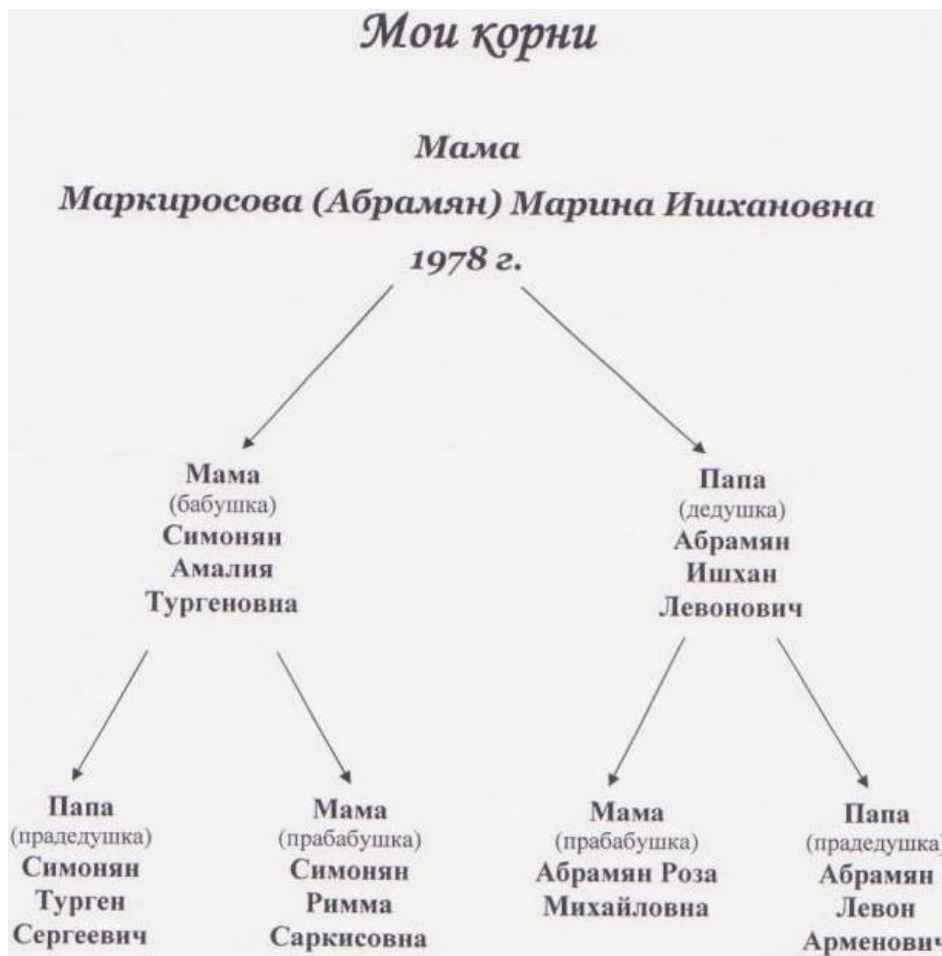 Мои корни
Мама
Маркиросова (Абрамян) Марина Ишхановна
1978 г.
Мама
(бабушка)
Симонян
Амалия
Тургеновна
Папа
(дедушка)
Абрамян
Ишхан
Левонович
Папа
(прадедушка)
Симонян
Турген
Сергеевич
Мама
(прабабушка)
Симонян
Римма
Саркисовна
Мама
(прабабушка)
Абрамян Роза
Михайловна
Папа
(прадедушка)
Абрамян
Левон
Арменович